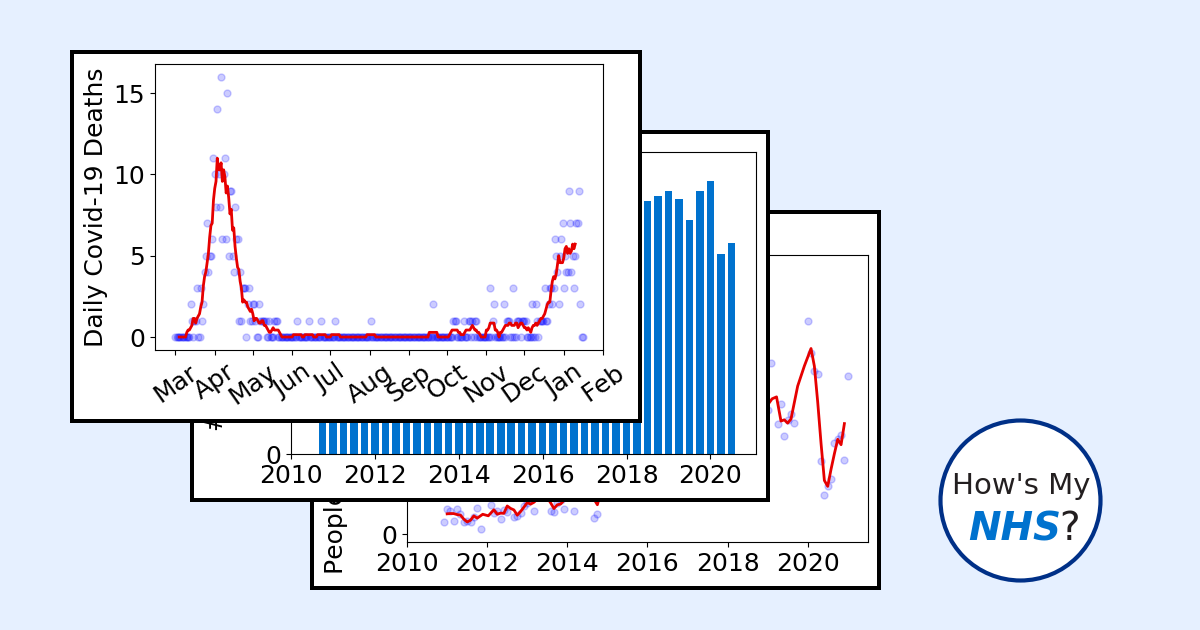 Daily Covid-19 Deaths
15
10
5
0
Mar Apr May Jun Jul Aug Sep Oct Nov Dec Jan Feb
#
0
2010 2012 2014 2016 2018 2020
People
0
2010 2012 2014 2016 2018 2020
How's My
NHS?